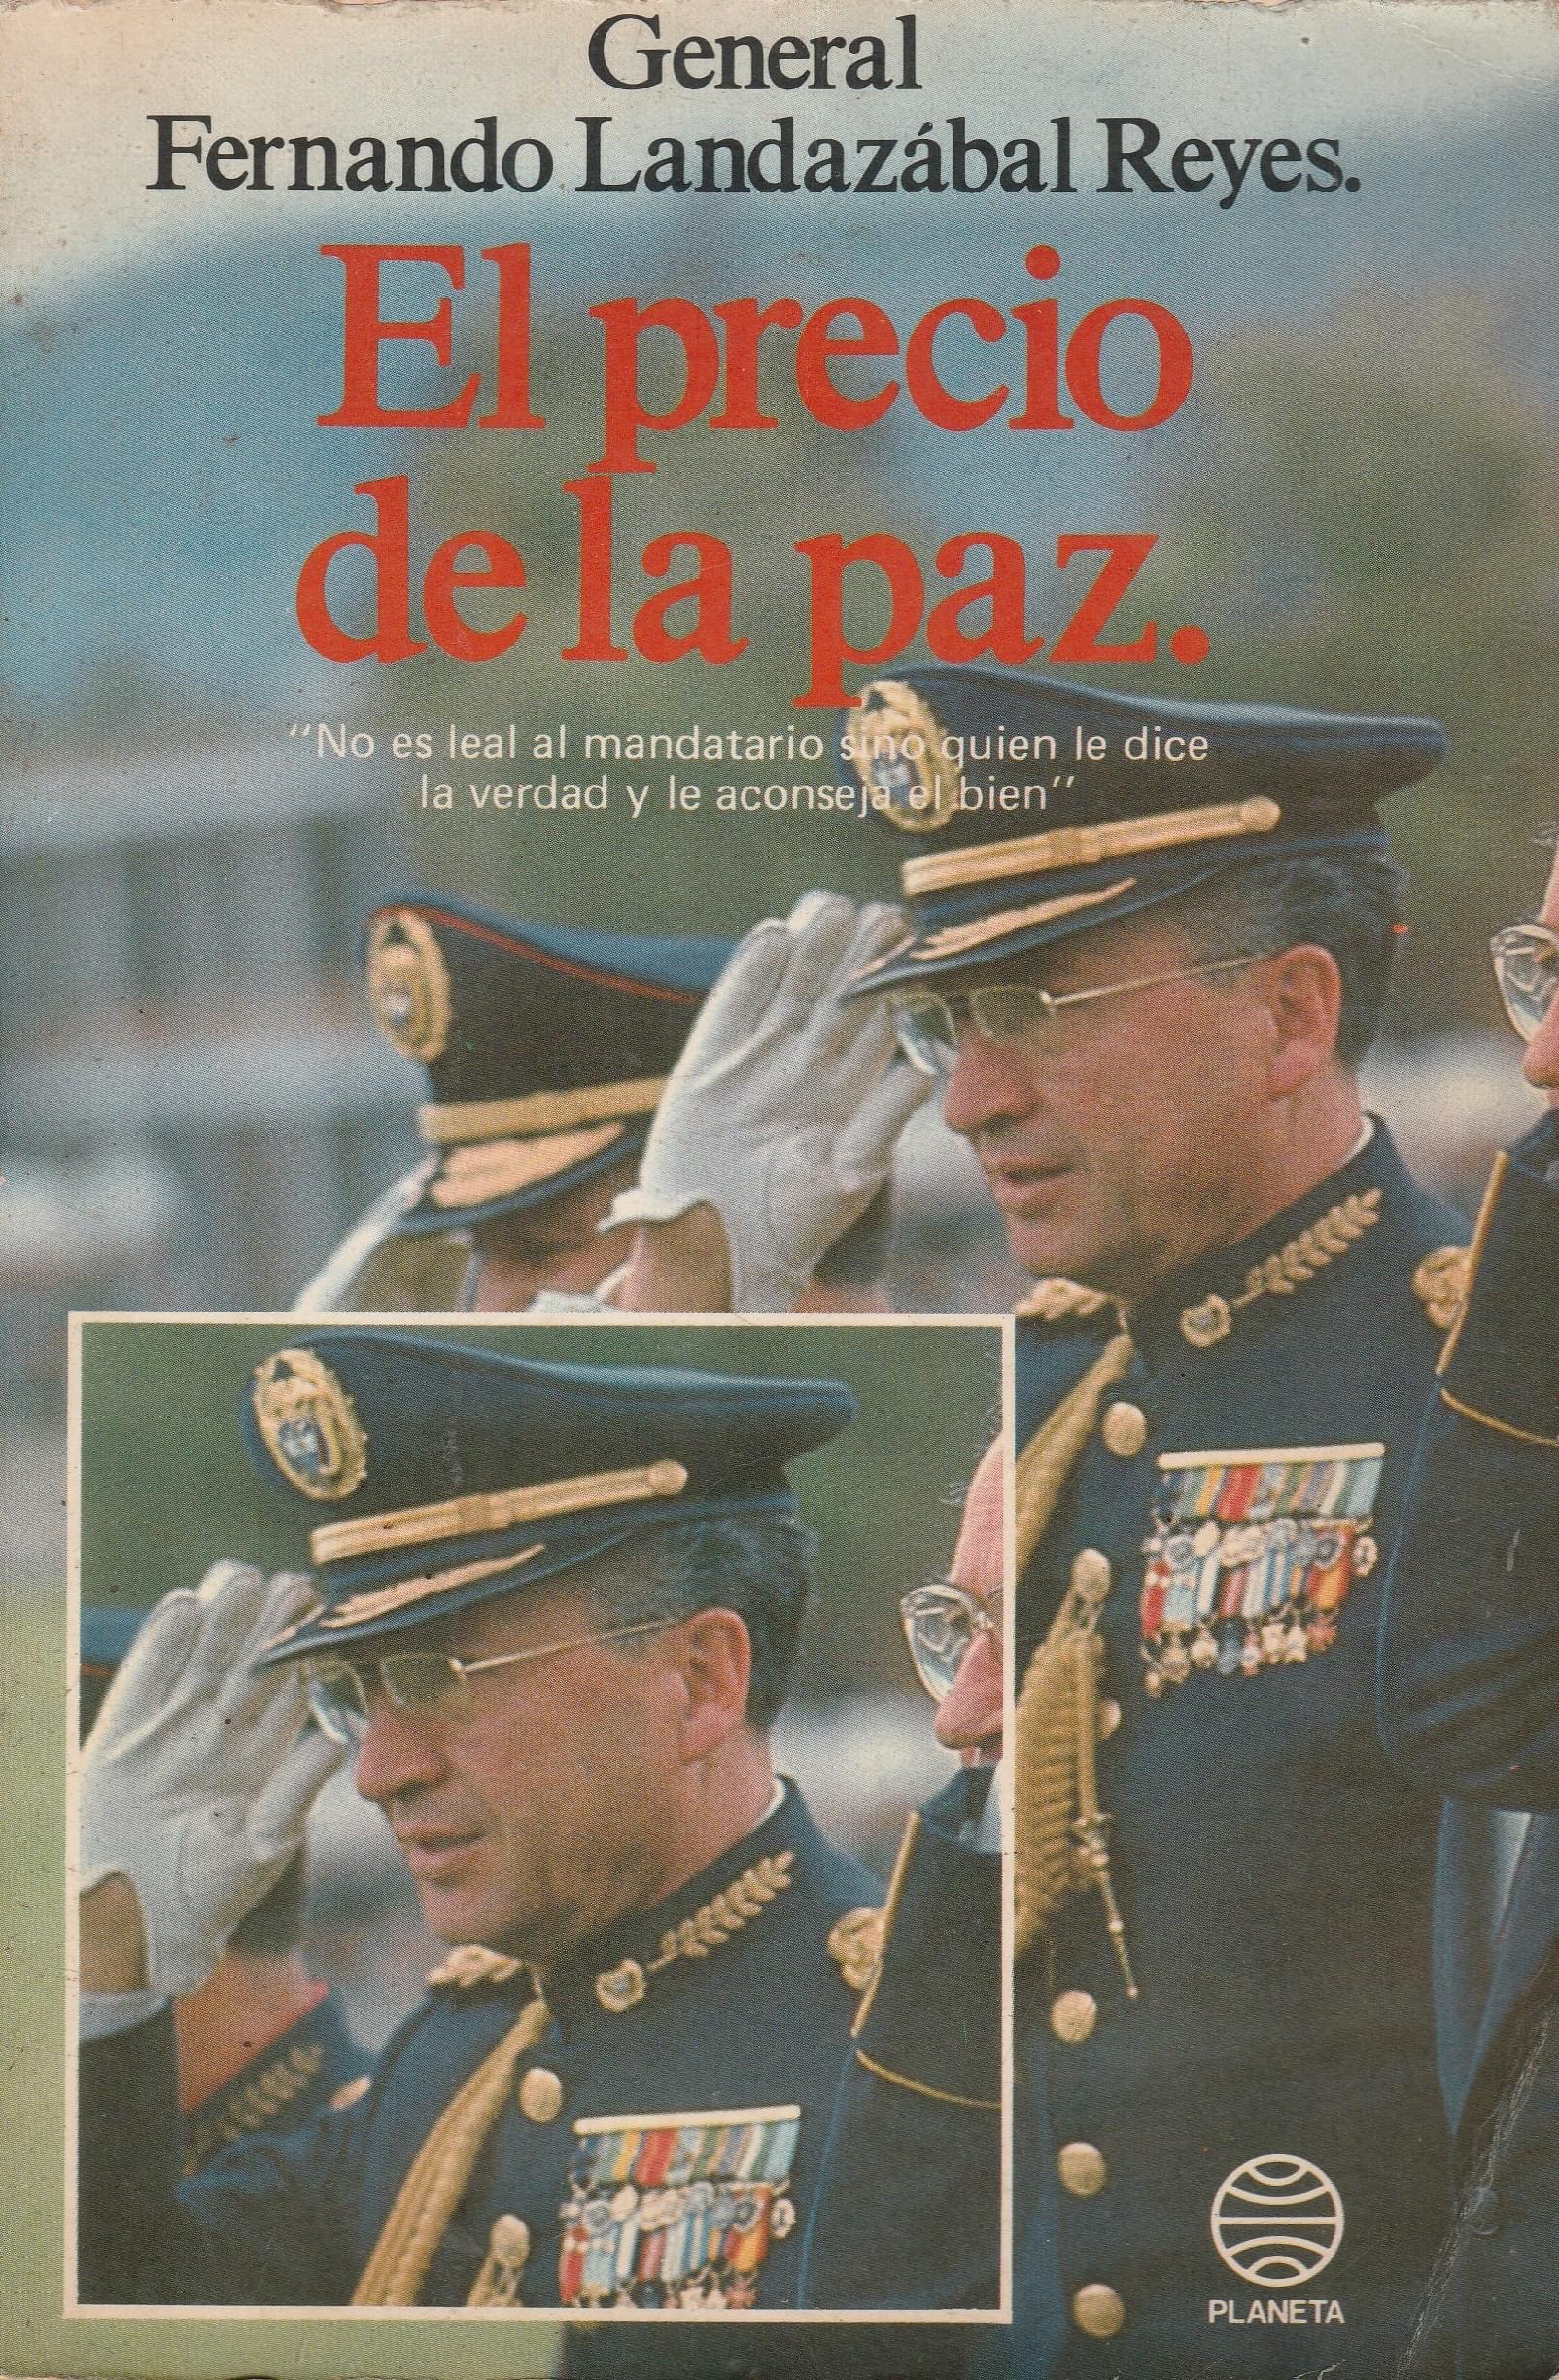 General
Fernando Landazábal Reyes.
El precio
de la paz.
"No es leal al mandatario sino quien le dice
la verdad y le aconseja el bien"
PLANETA